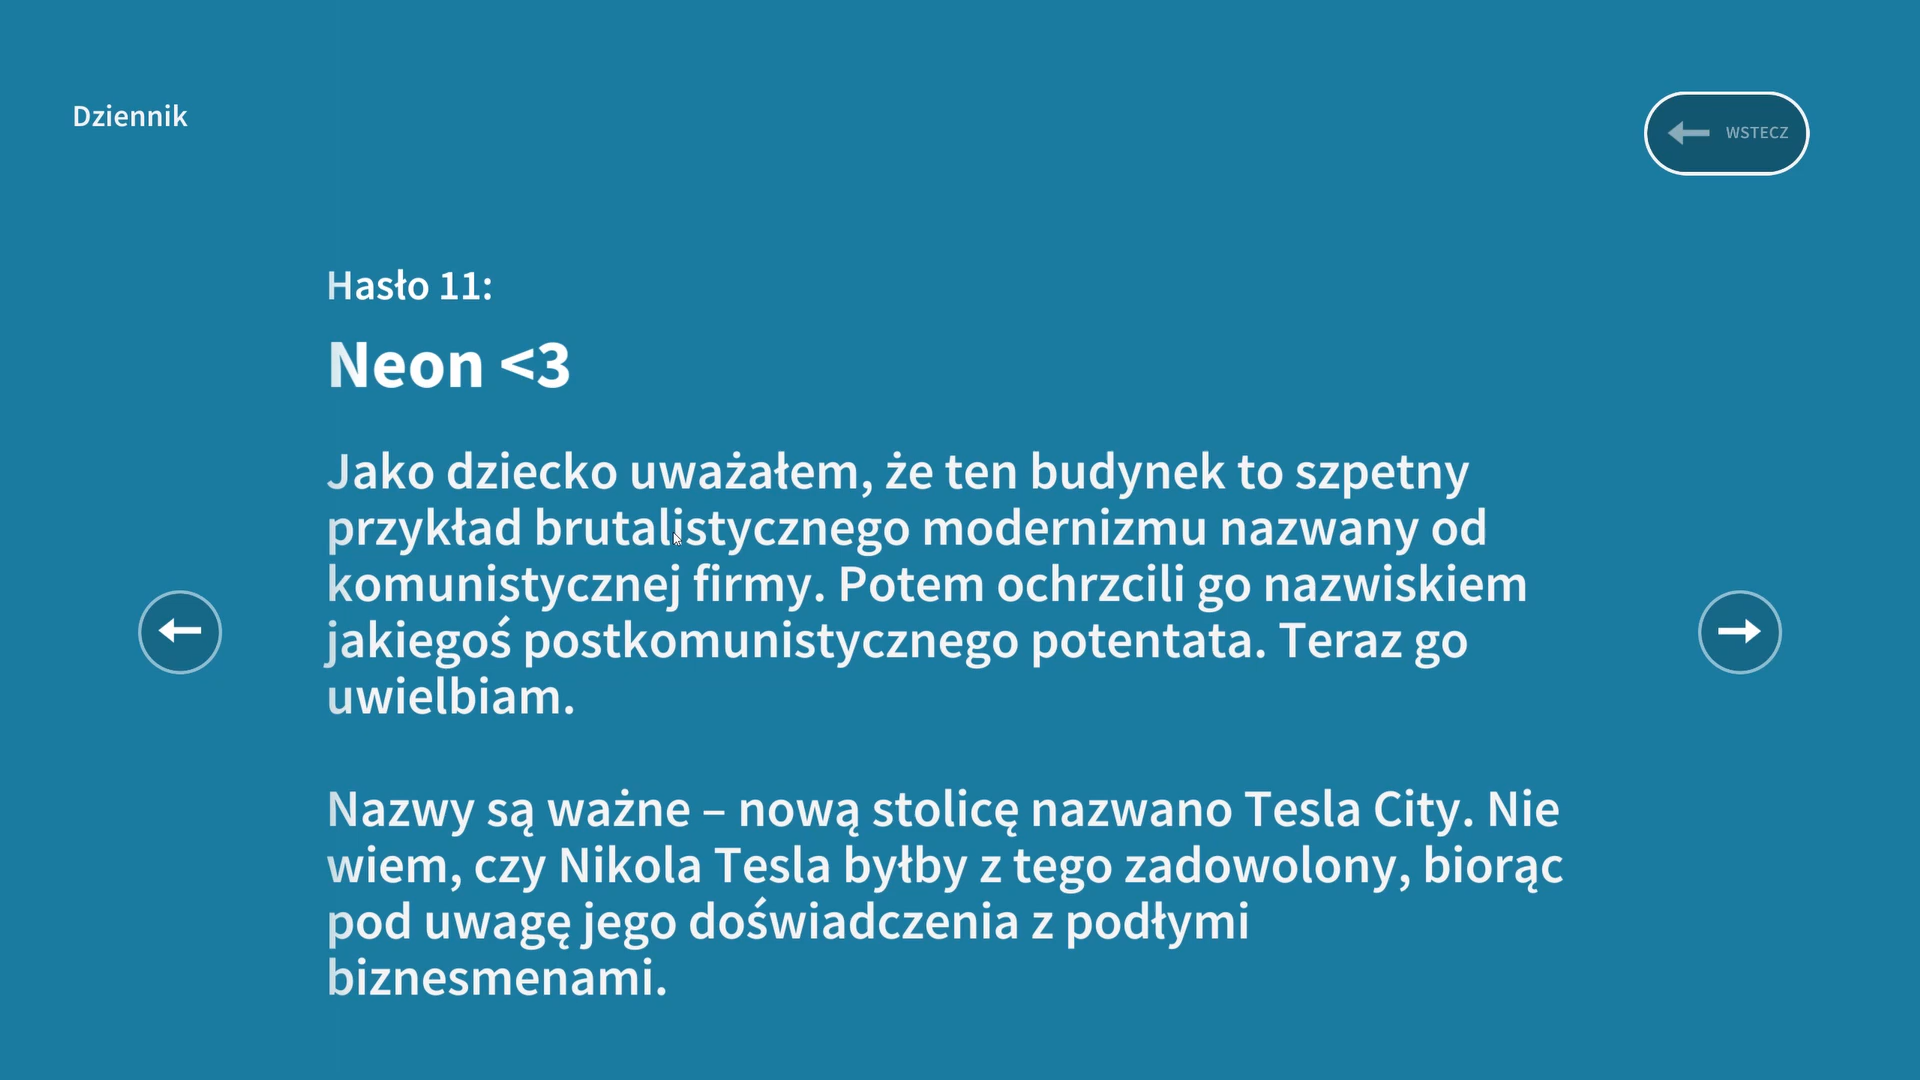 Dziennik
WSTECZ
Hasło 11:
Neon <3
Jako dziecko uważałem, że ten budynek to szpetny
przykład brutalistycznego modernizmu nazwany od
komunistycznej firmy. Potem ochrzcili go nazwiskiem
jakiegoś postkomunistycznego potentata. Teraz go
uwielbiam.
Nazwy są ważne – nową stolicę nazwano Tesla City. Nie
wiem, czy Nikola Tesla byłby z tego zadowolony, biorąc
pod uwagę jego doświadczenia z podłymi
biznesmenami.